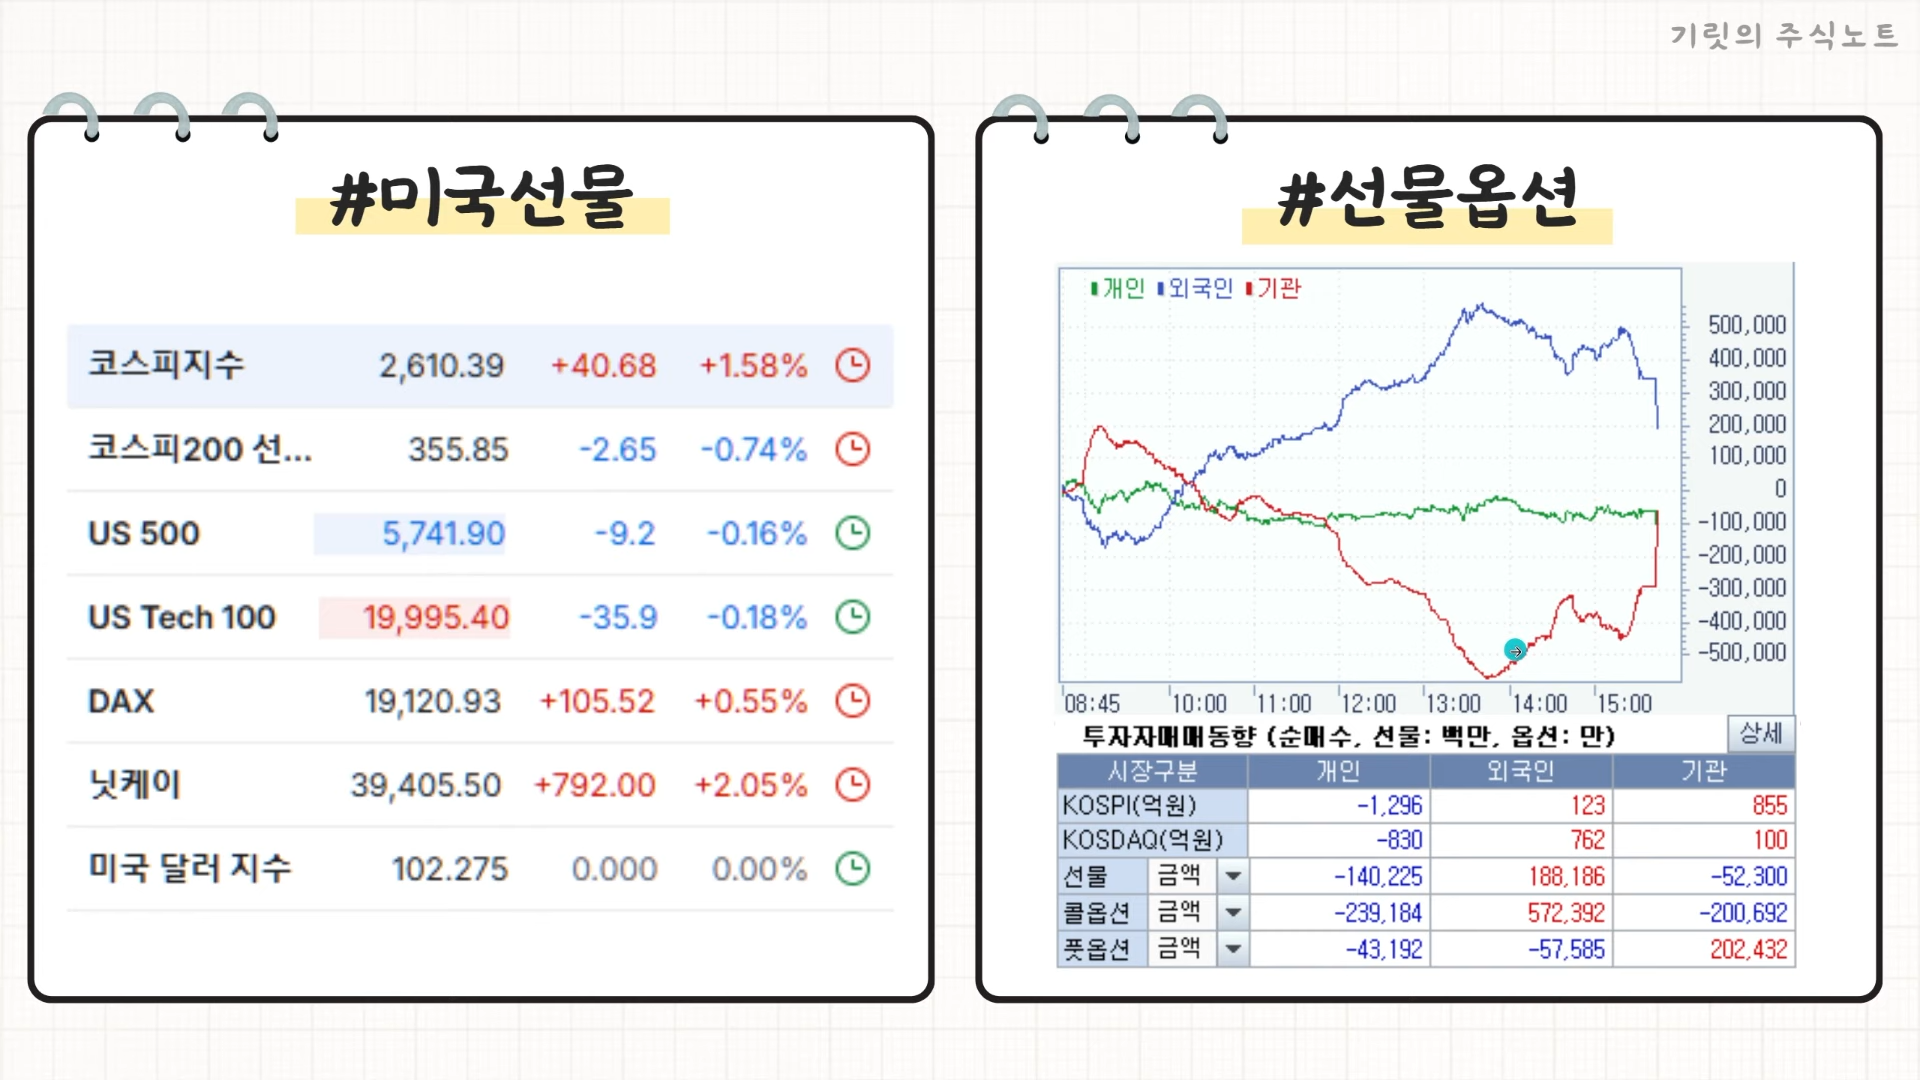 기릿의 주식노트
#미국선물
코스피지수 2,610.39 +40.68 +1.58%
코스피200 선... 355.85 -2.65 -0.74%
US 500 5,741.90 -9.2 -0.16%
US Tech 100 19,995.40 -35.9 -0.18%
DAX 19,120.93 +105.52 +0.55%
닛케이 39,405.50 +792.00 +2.05%
미국 달러 지수 102.275 0.000 0.00%
#선물옵션
개인 외국인 기관
500,000
400,000
300,000
200,000
100,000
0
-100,000
-200,000
-300,000
-400,000
-500,000
08:45 10:00 11:00 12:00 13:00 14:00 15:00
투자자매매동향 (순매수, 선물: 백만, 옵션: 만) 상세
시장구분 개인 외국인 기관
KOSPI(억원) -1,296 123 855
KOSDAQ(억원) -830 762 100
선물 금액 -140,225 188,186 -52,300
콜옵션 금액 -239,184 572,392 -200,692
풋옵션 금액 -43,192 -57,585 202,432